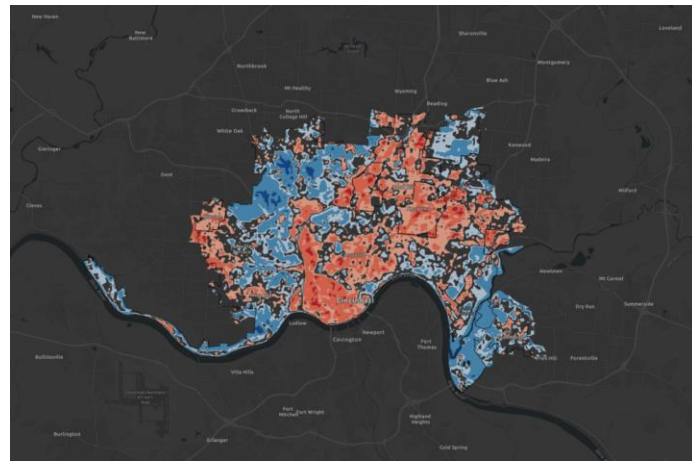 New Haven
New
Baltimore
Sharonville
Loveland
Northbrook
Montgomery
Mt Healthy
Blue Ash
Wyoming
Groesbeck
North
College Hill
Reading
White Oak
Kenwood
Madeira
Dent
Milford
Cleves
Newtown
Mt Carmel
Dry Run
Summerside
Ludlow
Newport
Covington
Fort
Thomas
Forestville
Bullittsville
Villa Hills
Fort
Mitchell
Fort Wright
Highland
Heights
Burlington
Erlanger
Cold Spring